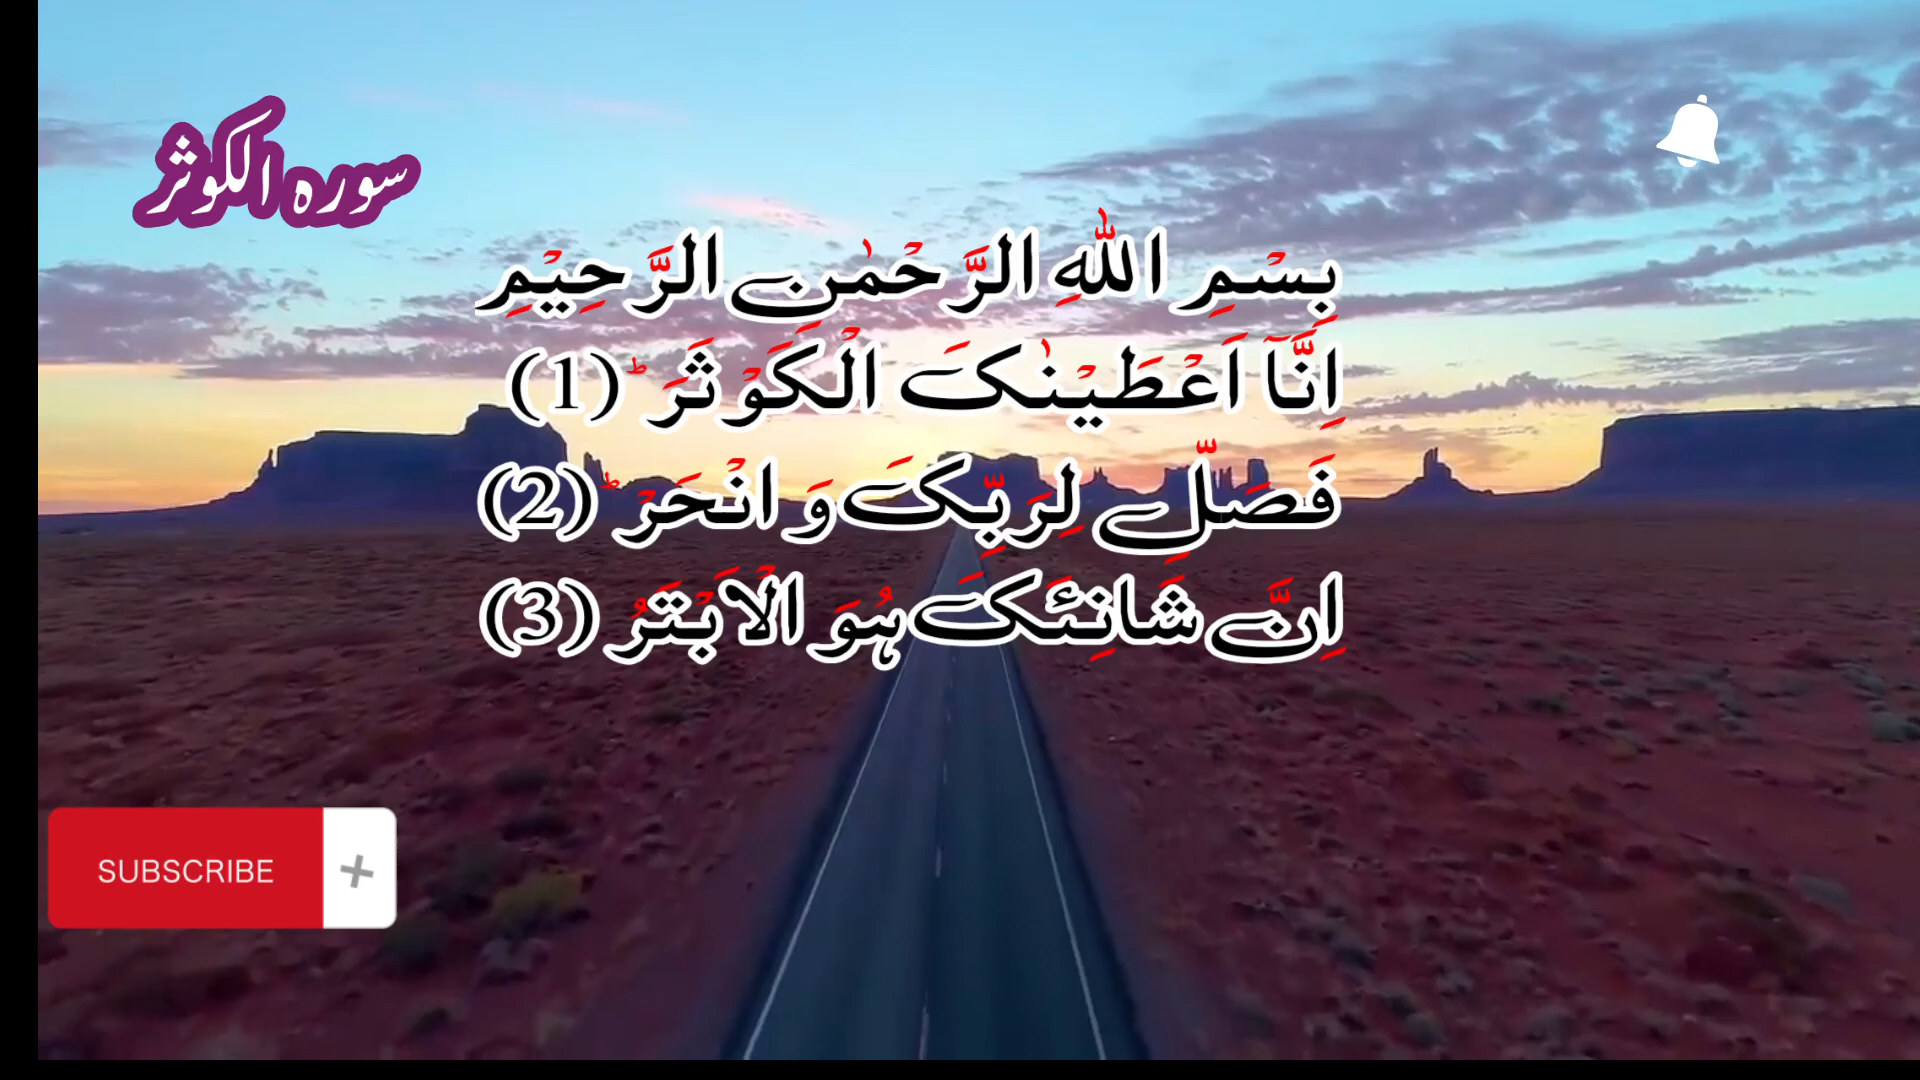 سورہ الکوثر
بِسْمِ اللّٰهِ الرَّحْمٰنِ الرَّحِیْمِ
اِنَّاۤ اَعْطَیْنٰكَ الْكَوْثَرَؕ (1)
فَصَلِّ لِرَبِّكَ وَ انْحَرْؕ (2)
اِنَّ شَانِئَكَ هُوَ الْاَبْتَرُ (3)
SUBSCRIBE +